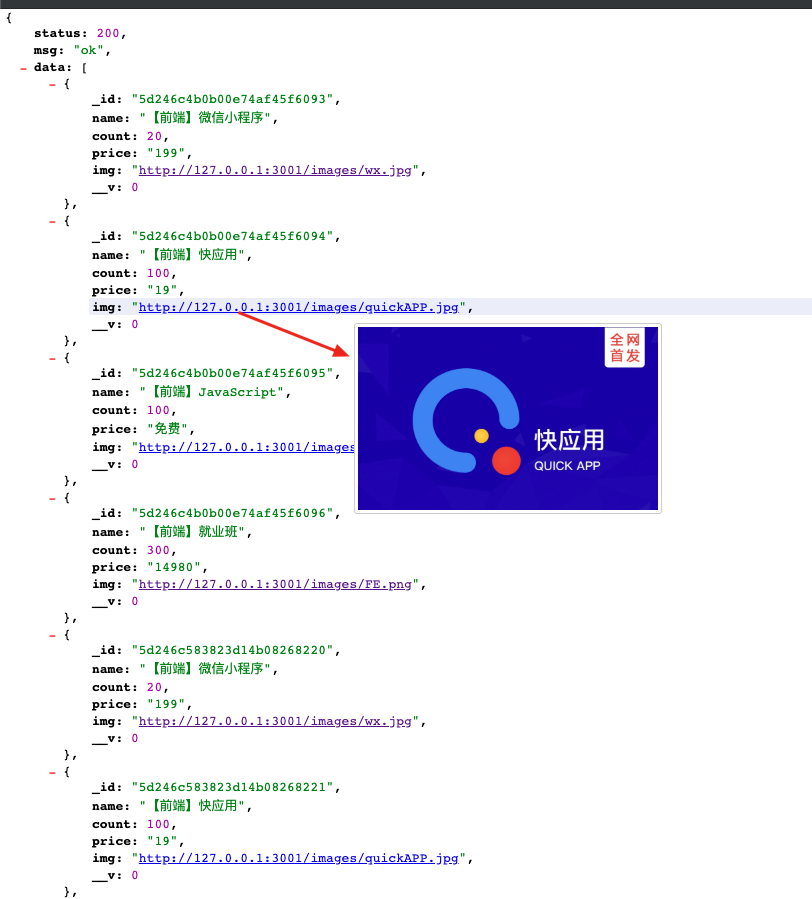 {
status: 200,
msg: "ok",
- data: [
- {
_id: "5d246c4b0b00e74af45f6093",
name: "【前端】微信小程序",
count: 20,
price: "199",
img: "http://127.0.0.1:3001/images/wx.jpg",
__v: 0
},
- {
_id: "5d246c4b0b00e74af45f6094",
name: "【前端】快应用",
count: 100,
price: "19",
img: "http://127.0.0.1:3001/images/quickAPP.jpg",
__v: 0
},
- {
_id: "5d246c4b0b00e74af45f6095",
name: "【前端】JavaScript",
count: 100,
price: "免费",
img: "http://127.0.0.1:3001/images
__v: 0
},
全网
首发
快应用
QUICK APP
- {
_id: "5d246c4b0b00e74af45f6096",
name: "【前端】就业班",
count: 300,
price: "14980",
img: "http://127.0.0.1:3001/images/FE.png",
__v: 0
},
- {
_id: "5d246c583823d14b08268220",
name: "【前端】微信小程序",
count: 20,
price: "199",
img: "http://127.0.0.1:3001/images/wx.jpg",
__v: 0
},
- {
_id: "5d246c583823d14b08268221",
name: "【前端】快应用",
count: 100,
price: "19",
img: "http://127.0.0.1:3001/images/quickAPP.jpg",
__v: 0
},